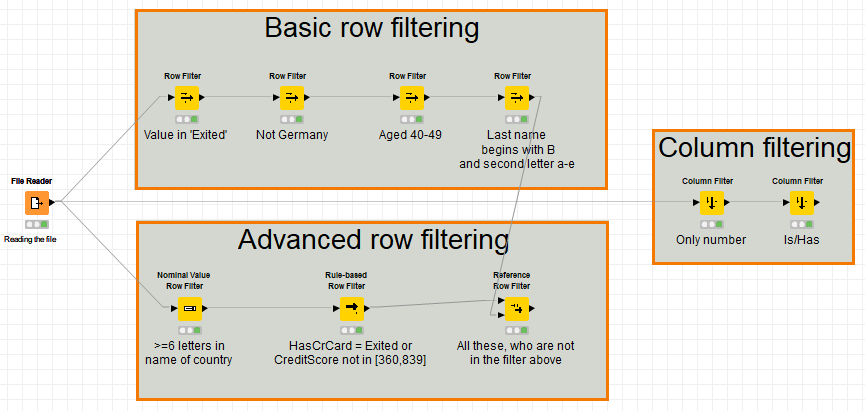 Basic row filtering
Row Filter
Row Filter
Row Filter
Row Filter
Value in 'Exited'
Not Germany
Aged 40-49
Last name
begins with B
and second letter a-e
File Reader
Reading the file
Column filtering
Column Filter
Column Filter
Only number
Is/Has
Advanced row filtering
Nominal Value
Row Filter
Rule-based
Row Filter
Reference
Row Filter
>=6 letters in
name of country
HasCrCard = Exited or
CreditScore not in [360,839]
All these, who are not
in the filter above